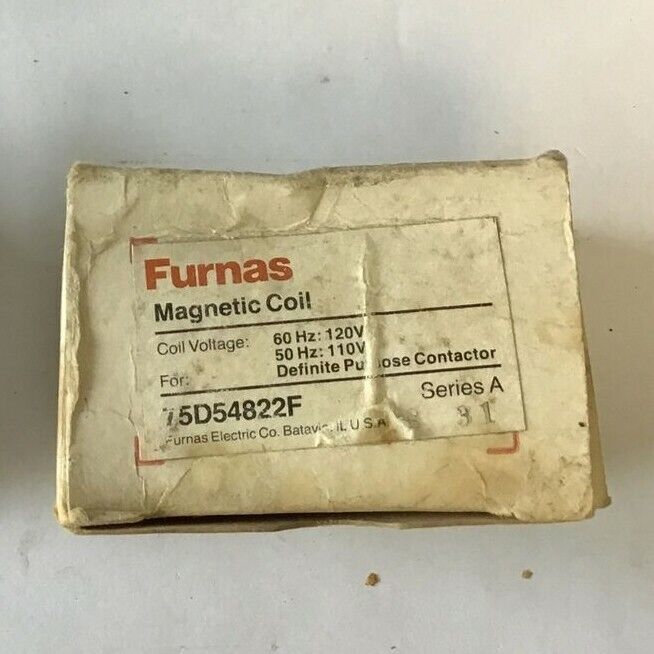 Furnas
Magnetic Coil
Coil Voltage: 60 Hz: 120V
50 Hz: 110V
For: Definite Purpose Contactor
75D54822F Series A
Furnas Electric Co. Batavia, IL U.S.A. 31